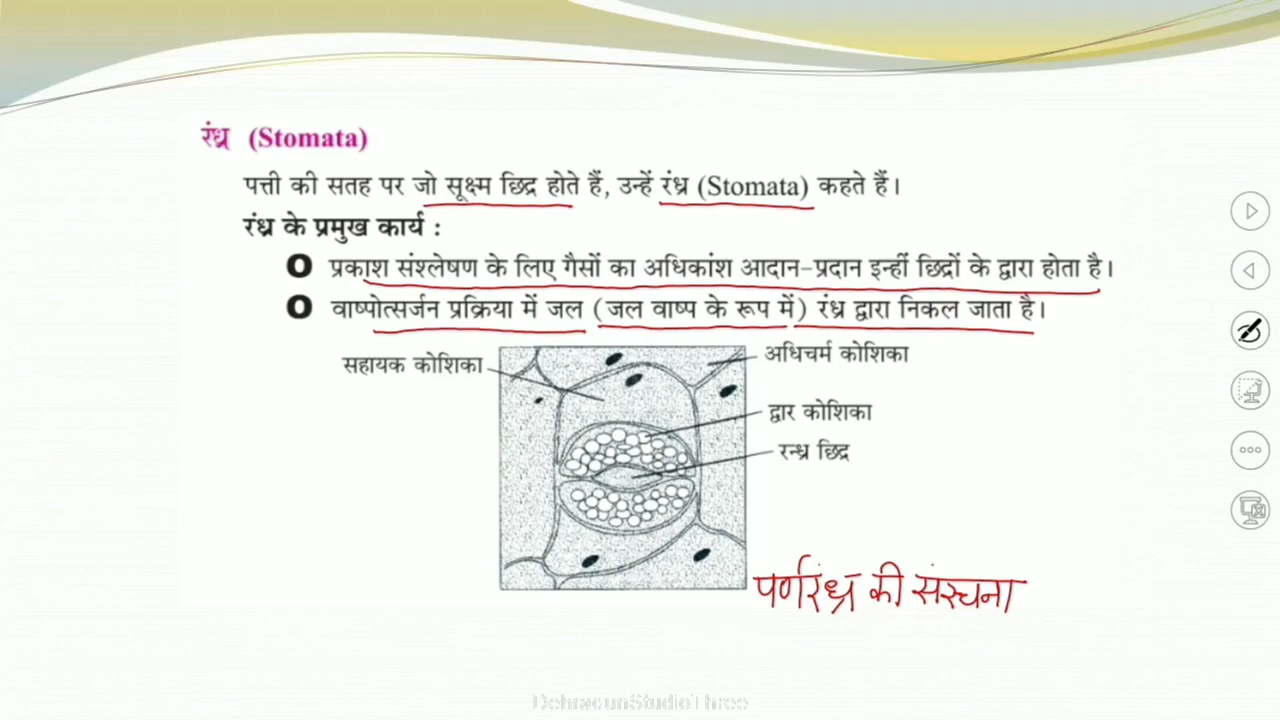 रंध्र (Stomata)
पत्ती की सतह पर जो सूक्ष्म छिद्र होते हैं, उन्हें रंध्र (Stomata) कहते हैं।
रंध्र के प्रमुख कार्य :
O प्रकाश संश्लेषण के लिए गैसों का अधिकांश आदान-प्रदान इन्हीं छिद्रों के द्वारा होता है।
O वाष्पोत्सर्जन प्रक्रिया में जल (जल वाष्प के रूप में) रंध्र द्वारा निकल जाता है।
सहायक कोशिका
अधिचर्म कोशिका
द्वार कोशिका
रन्ध्र छिद्र
पर्णरंध्र की संरचना
DehradunStudioThree